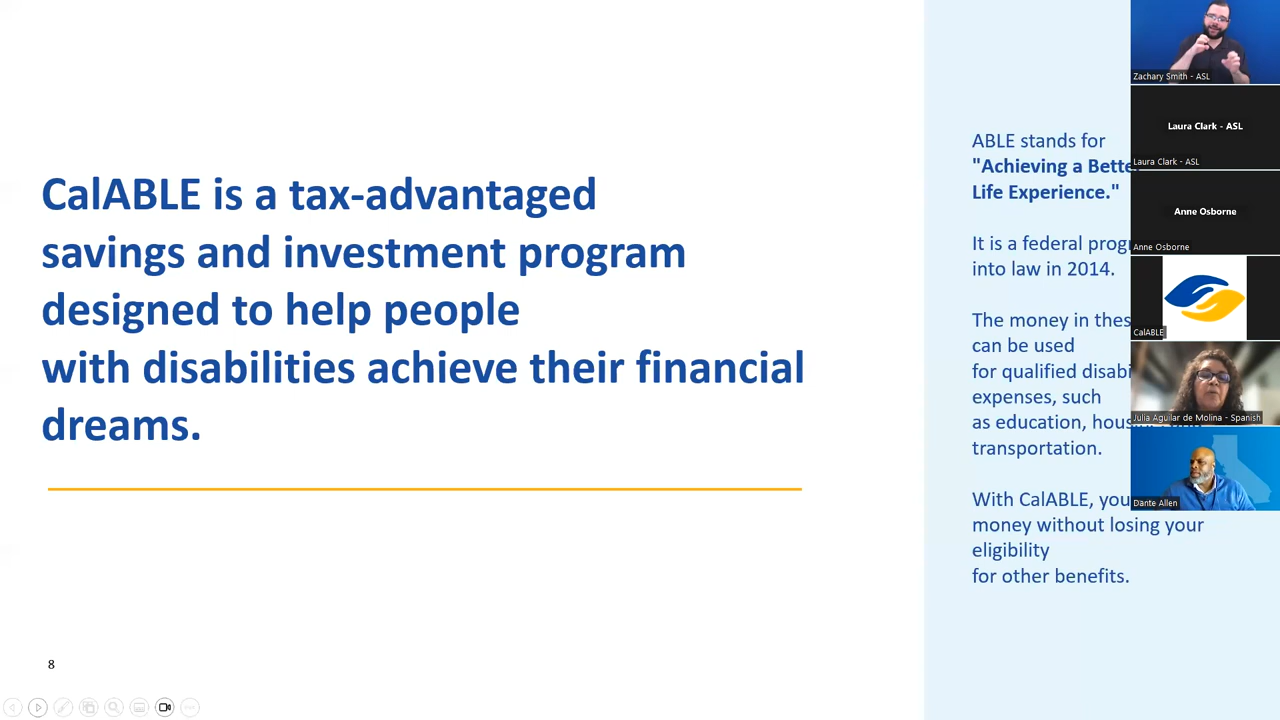 CalABLE is a tax-advantaged
savings and investment program
designed to help people
with disabilities achieve their financial
dreams.
8
ABLE stands for
"Achieving a Bette
Life Experience."
It is a federal progr
into law in 2014.
The money in thes
can be used
for qualified disabi
expenses, such
as education, hous
transportation.
With CalABLE, you
money without losing your
eligibility
for other benefits.
Zachary Smith - ASL
Laura Clark - ASL
Laura Clark - ASL
Anne Osborne
Anne Osborne
CalABLE
Julia Aguilar de Molina - Spanish
Dante Allen